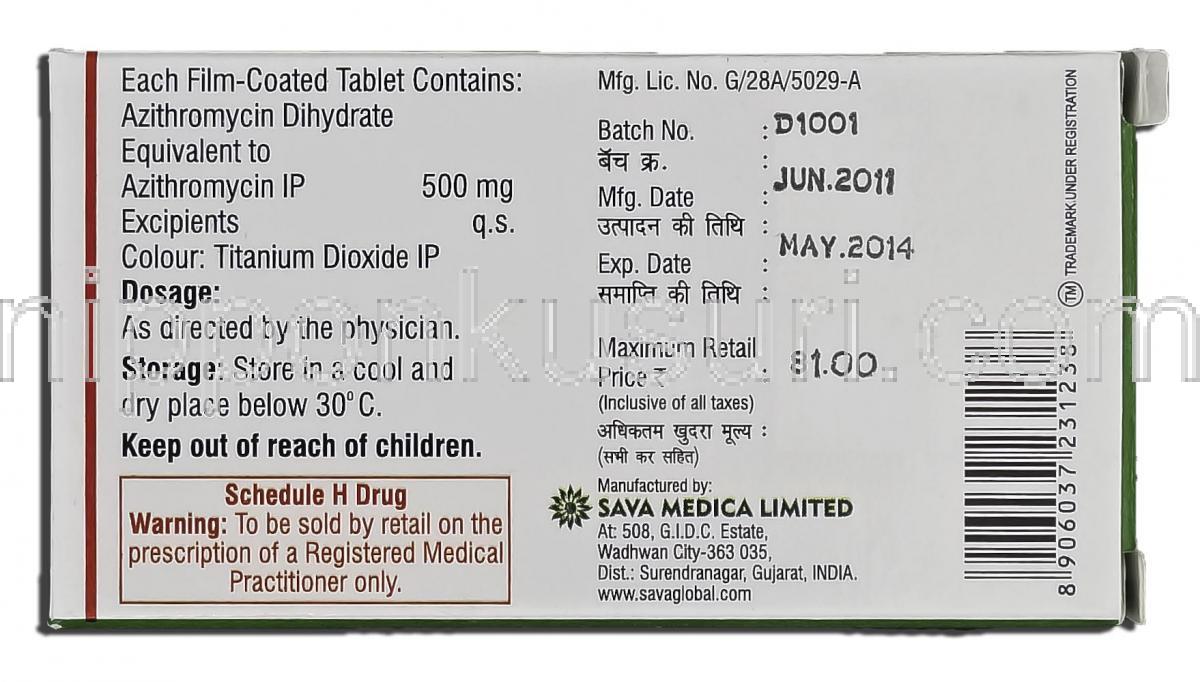 Each Film-Coated Tablet Contains:
Azithromycin Dihydrate
Equivalent to
Azithromycin IP 500 mg
Excipients q.s.
Colour: Titanium Dioxide IP
Dosage:
As directed by the physician.
Storage: Store in a cool and
dry place below 30°C.
Keep out of reach of children.
Schedule H Drug
Warning: To be sold by retail on the
prescription of a Registered Medical
Practitioner only.
Mfg. Lic. No. G/28A/5029-A
Batch No. : D1001
बॅच क्र. :
Mfg. Date : JUN.2011
उत्पादन की तिथि :
Exp. Date : MAY.2014
समाप्ति की तिथि :
Maximum Retail
Price ₹ : 81.00
(Inclusive of all taxes)
अधिकतम खुदरा मूल्य :
(सभी कर सहित)
Manufactured by:
SAVA MEDICA LIMITED
At: 508, G.I.D.C. Estate,
Wadhwan City-363 035,
Dist.: Surendranagar, Gujarat, INDIA.
www.savaglobal.com
TM TRADEMARK UNDER REGISTRATION
8 906037 231238
nipponkusuri.com